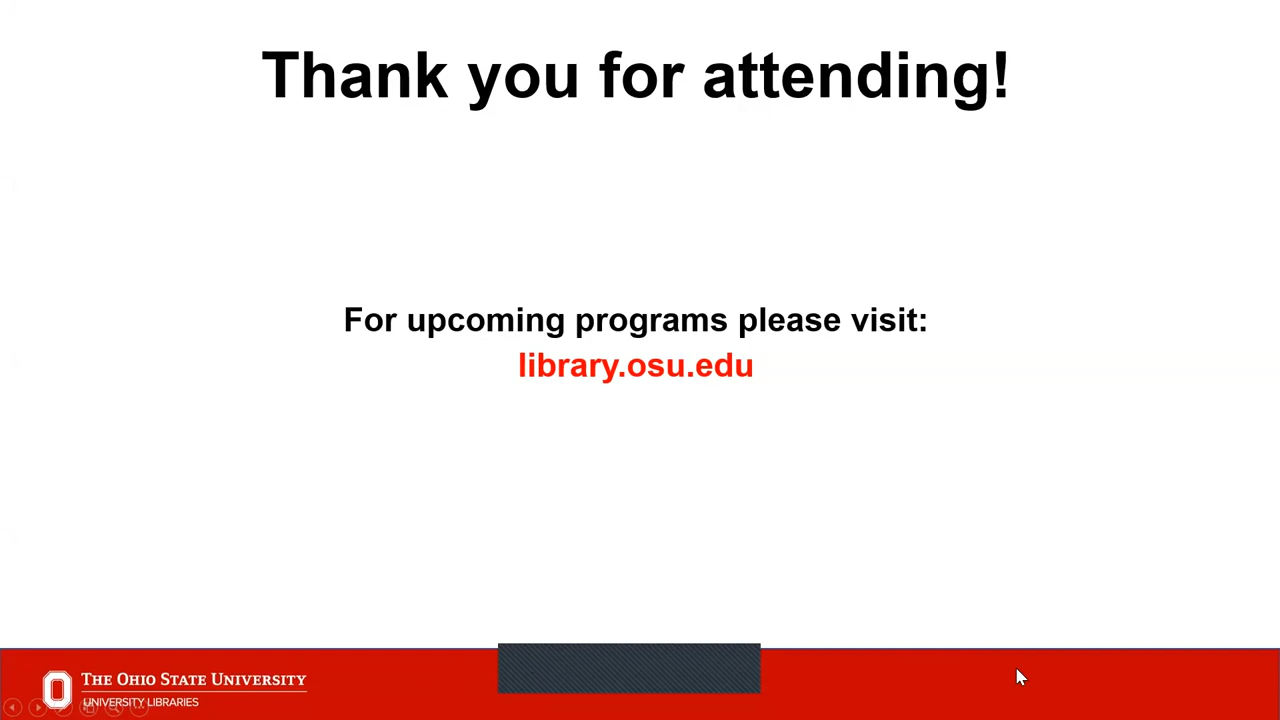 Thank you for attending!
For upcoming programs please visit:
library.osu.edu
THE OHIO STATE UNIVERSITY
UNIVERSITY LIBRARIES